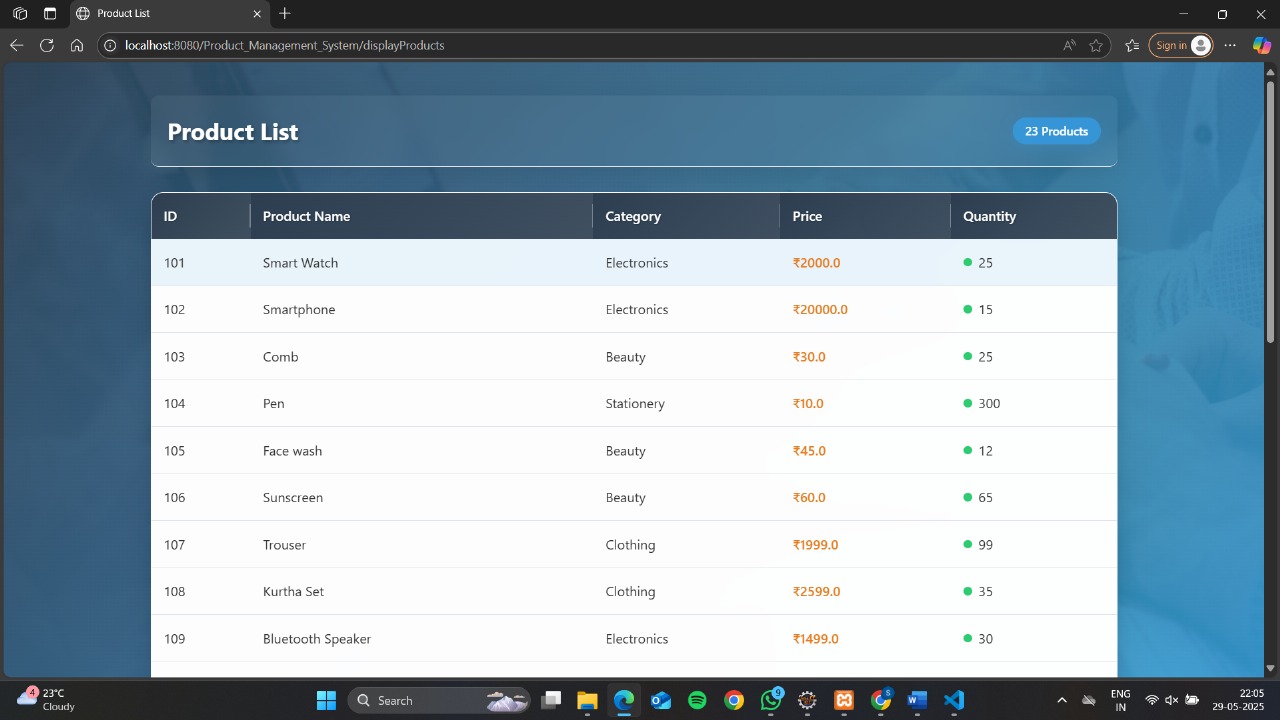 Product List
localhost:8080/Product_Management_System/displayProducts
Sign in
Product List
23 Products
ID Product Name Category Price Quantity
101 Smart Watch Electronics ₹2000.0 25
102 Smartphone Electronics ₹20000.0 15
103 Comb Beauty ₹30.0 25
104 Pen Stationery ₹10.0 300
105 Face wash Beauty ₹45.0 12
106 Sunscreen Beauty ₹60.0 65
107 Trouser Clothing ₹1999.0 99
108 Kurtha Set Clothing ₹2599.0 35
109 Bluetooth Speaker Electronics ₹1499.0 30
4
23°C
Cloudy
Search
9
S
ENG
IN
22:05
29-05-2025